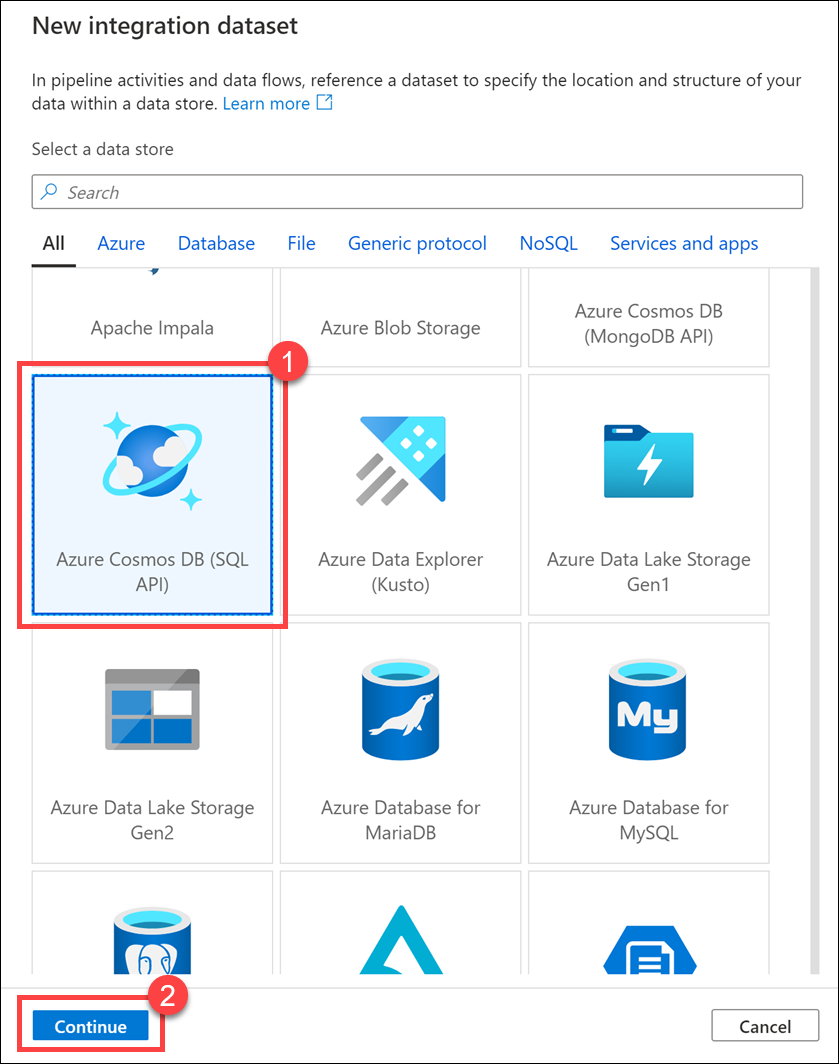 New integration dataset
In pipeline activities and data flows, reference a dataset to specify the location and structure of your
data within a data store. Learn more
Select a data store
Search
All Azure Database File Generic protocol NoSQL Services and apps
Apache Impala
Azure Blob Storage
Azure Cosmos DB
(MongoDB API)
1
Azure Cosmos DB (SQL
API)
Azure Data Explorer
(Kusto)
Azure Data Lake Storage
Gen1
Azure Data Lake Storage
Gen2
Azure Database for
MariaDB
My
Azure Database for
MySQL
2
Continue
Cancel